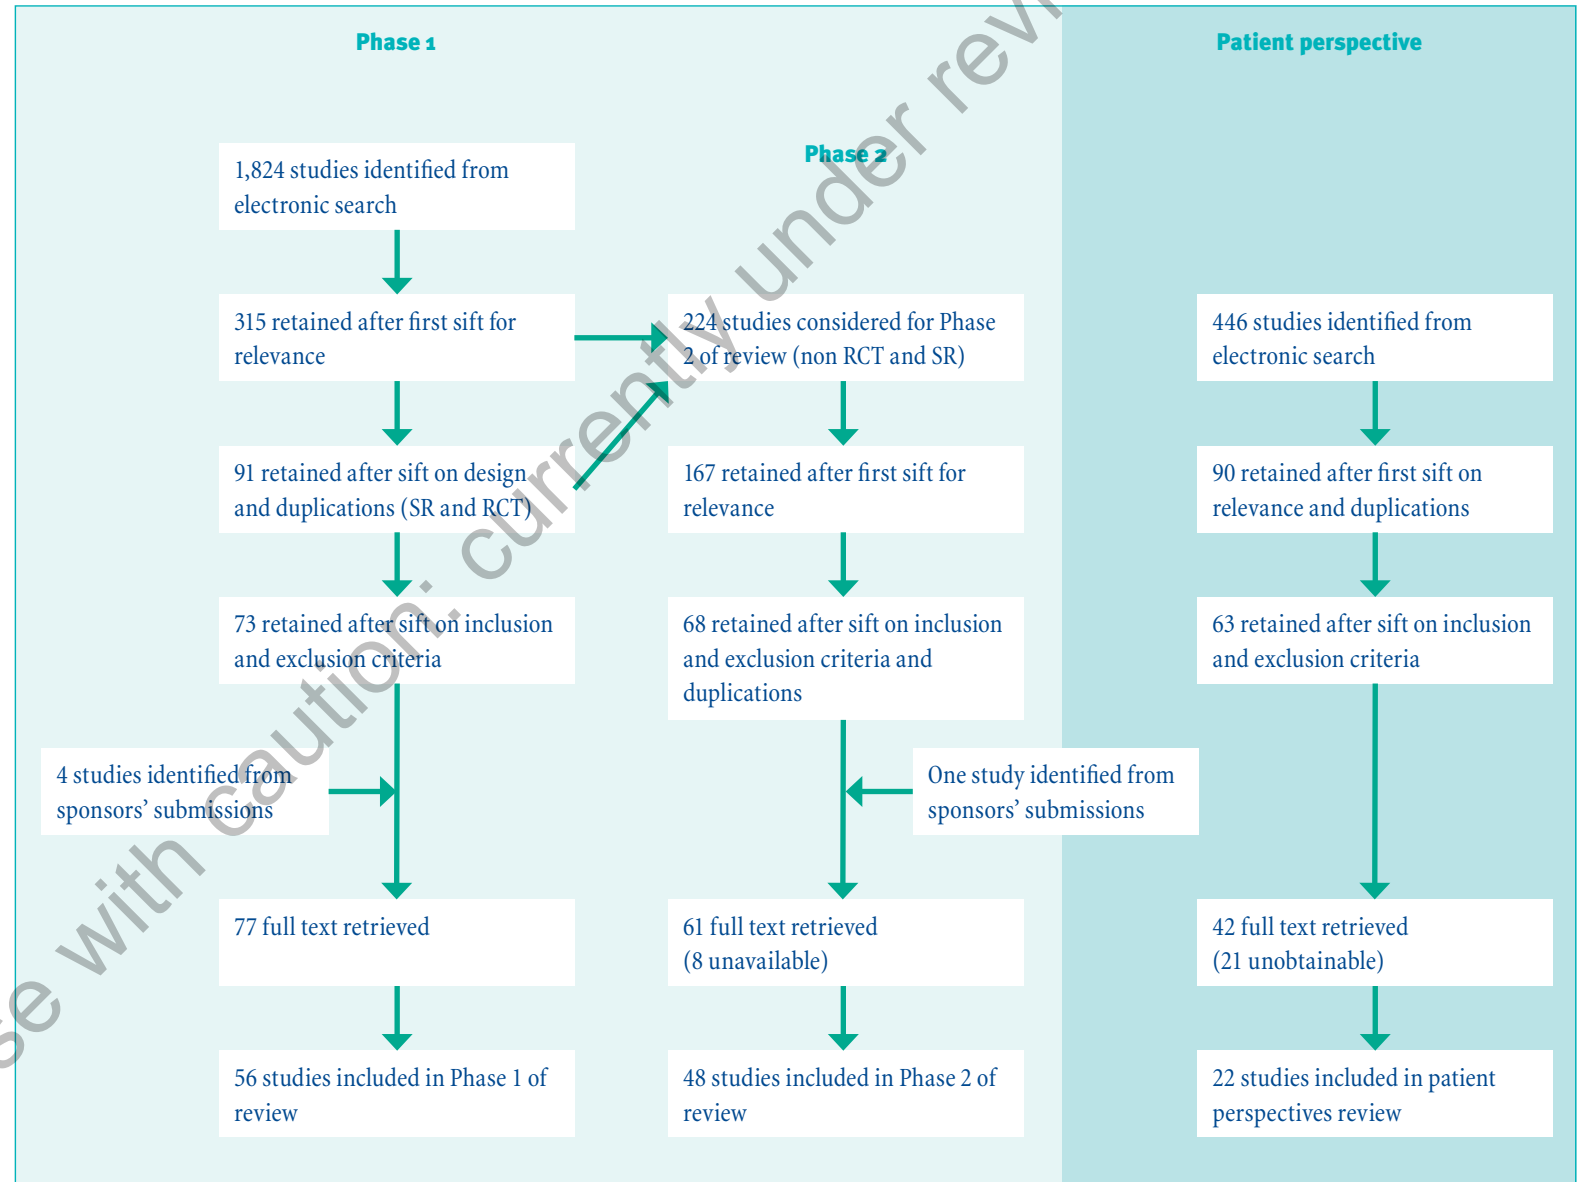 Phase 1
Patient perspective
Phase 2
1,824 studies identified from
electronic search
315 retained after first sift for
relevance
224 studies considered for Phase
2 of review (non RCT and SR)
446 studies identified from
electronic search
91 retained after sift on design
and duplications (SR and RCT)
167 retained after first sift for
relevance
90 retained after first sift on
relevance and duplications
73 retained after sift on inclusion
and exclusion criteria
68 retained after sift on inclusion
and exclusion criteria and
duplications
63 retained after sift on inclusion
and exclusion criteria
4 studies identified from
sponsors’ submissions
One study identified from
sponsors’ submissions
77 full text retrieved
61 full text retrieved
(8 unavailable)
42 full text retrieved
(21 unobtainable)
56 studies included in Phase 1 of
review
48 studies included in Phase 2 of
review
22 studies included in patient
perspectives review
with caution: currently under